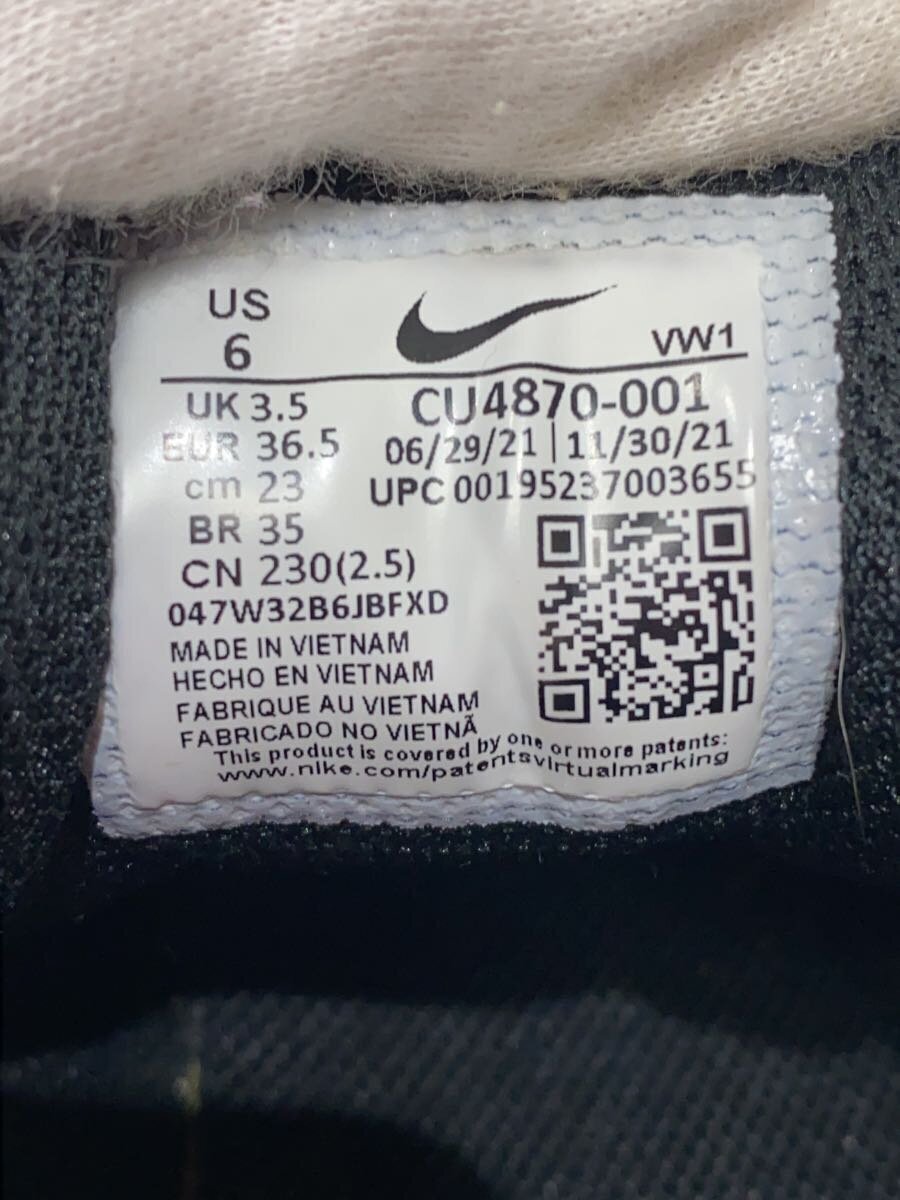 US
6
VW1
UK 3.5
EUR 36.5
cm 23
BR 35
CN 230(2.5)
CU4870-001
06/29/21 | 11/30/21
UPC 00195237003655
047W32B6JBFXD
MADE IN VIETNAM
HECHO EN VIETNAM
FABRIQUE AU VIETNAM
FABRICADO NO VIETNÃ
This product is covered by one or more patents:
www.nike.com/patentsvirtualmarking